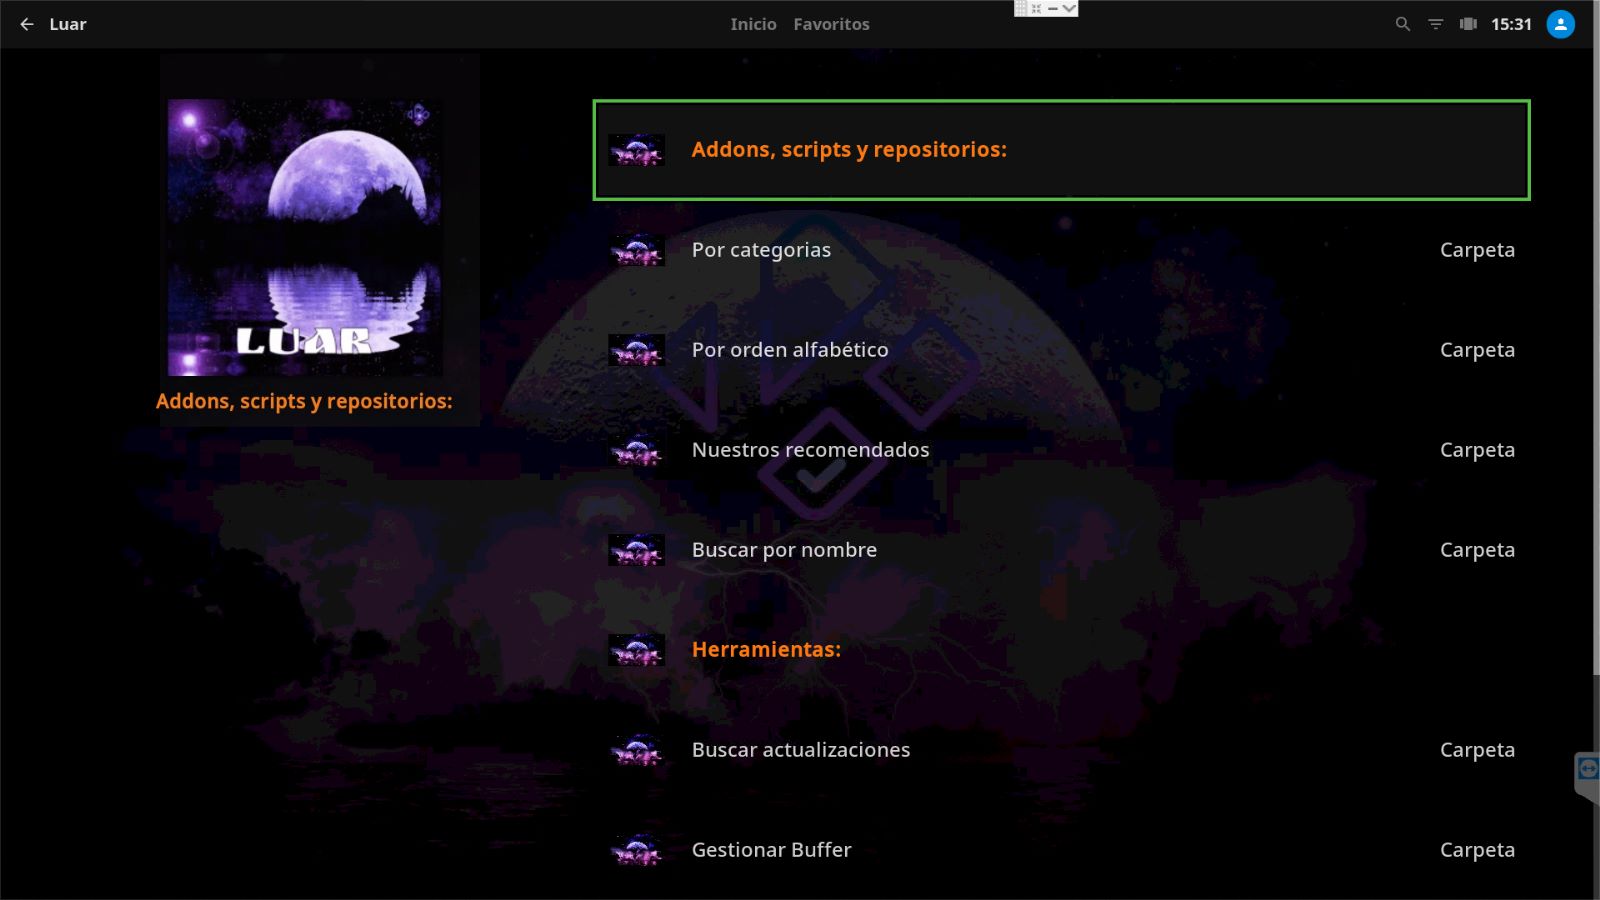 Luar
Inicio Favoritos
15:31
LUAR
Addons, scripts y repositorios:
Addons, scripts y repositorios:
Por categorias Carpeta
Por orden alfabético Carpeta
Nuestros recomendados Carpeta
Buscar por nombre Carpeta
Herramientas:
Buscar actualizaciones Carpeta
Gestionar Buffer Carpeta